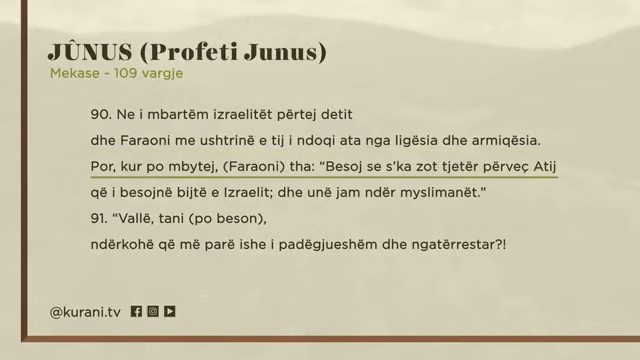 JÛNUS (Profeti Junus)
Mekase - 109 vargje
90. Ne i mbartëm izraelitët përtej detit
dhe Faraoni me ushtrinë e tij i ndoqi ata nga ligësia dhe armiqësia.
Por, kur po mbytej, (Faraoni) tha: “Besoj se s’ka zot tjetër përveç Atij
që i besojnë bijtë e Izraelit; dhe unë jam ndër myslimanët.”
91. “Vallë, tani (po beson),
ndërkohë që më parë ishe i padëgjueshëm dhe ngatërrestar?!
@kurani.tv